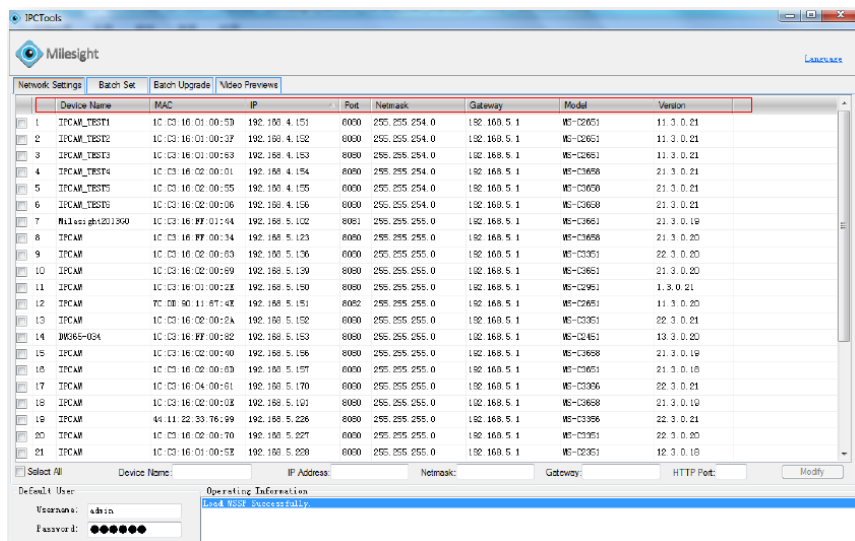 IPCTools
Milesight
Language
Network Settings Batch Set Batch Upgrade Video Previews
Device Name MAC IP Port Netmask Gateway Model Version
1 IPCAM_TEST1 1C:C3:16:01:00:5D 192.168.4.151 8080 255.255.254.0 192.168.5.1 MS-C2651 11.3.0.21
2 IPCAM_TEST2 1C:C3:16:01:00:3F 192.168.4.152 8080 255.255.254.0 192.168.5.1 MS-C2651 11.3.0.21
3 IPCAM_TEST3 1C:C3:16:01:00:63 192.168.4.153 8080 255.255.254.0 192.168.5.1 MS-C2651 11.3.0.21
4 IPCAM_TEST4 1C:C3:16:02:00:01 192.168.4.154 8080 255.255.254.0 192.168.5.1 MS-C3658 21.3.0.21
5 IPCAM_TEST5 1C:C3:16:02:00:55 192.168.4.155 8080 255.255.254.0 192.168.5.1 MS-C3658 21.3.0.21
6 IPCAM_TEST6 1C:C3:16:02:00:06 192.168.4.156 8080 255.255.254.0 192.168.5.1 MS-C3658 21.3.0.21
7 Milesight2013GO 1C:C3:16:FF:01:44 192.168.5.102 8081 255.255.255.0 192.168.5.1 MS-C3651 21.3.0.19
8 IPCAM 1C:C3:16:FF:00:34 192.168.5.123 8080 255.255.255.0 192.168.5.1 MS-C3658 21.3.0.20
9 IPCAM 1C:C3:16:02:00:63 192.168.5.136 8080 255.255.255.0 192.168.5.1 MS-C3351 22.3.0.20
10 IPCAM 1C:C3:16:02:00:69 192.168.5.139 8080 255.255.255.0 192.168.5.1 MS-C3651 21.3.0.20
11 IPCAM 1C:C3:16:01:00:2E 192.168.5.150 8080 255.255.255.0 192.168.5.1 MS-C2951 1.3.0.21
12 IPCAM 7C:DD:90:11:67:4E 192.168.5.151 8082 255.255.255.0 192.168.5.1 MS-C2651 11.3.0.20
13 IPCAM 1C:C3:16:02:00:2A 192.168.5.152 8080 255.255.255.0 192.168.5.1 MS-C3351 22.3.0.21
14 DM365-034 1C:C3:16:FF:00:82 192.168.5.153 8080 255.255.255.0 192.168.5.1 MS-C2451 13.3.0.20
15 IPCAM 1C:C3:16:02:00:40 192.168.5.156 8080 255.255.255.0 192.168.5.1 MS-C3658 21.3.0.19
16 IPCAM 1C:C3:16:02:00:6D 192.168.5.157 8080 255.255.255.0 192.168.5.1 MS-C3651 21.3.0.18
17 IPCAM 1C:C3:16:04:00:61 192.168.5.170 8080 255.255.255.0 192.168.5.1 MS-C3386 22.3.0.21
18 IPCAM 1C:C3:16:02:00:0E 192.168.5.191 8080 255.255.255.0 192.168.5.1 MS-C3658 21.3.0.19
19 IPCAM 44:11:22:33:76:99 192.168.5.226 8080 255.255.255.0 192.168.5.1 MS-C3356 22.3.0.21
20 IPCAM 1C:C3:16:02:00:70 192.168.5.227 8080 255.255.255.0 192.168.5.1 MS-C3351 22.3.0.20
21 IPCAM 1C:C3:16:01:00:5E 192.168.5.228 8080 255.255.255.0 192.168.5.1 MS-C2351 12.3.0.18
Select All Device Name: IP Address: Netmask: Gateway: HTTP Port: Modify
Default User Operating Information
Load MSSP Successfully.
Username: admin
Password: ●●●●●●